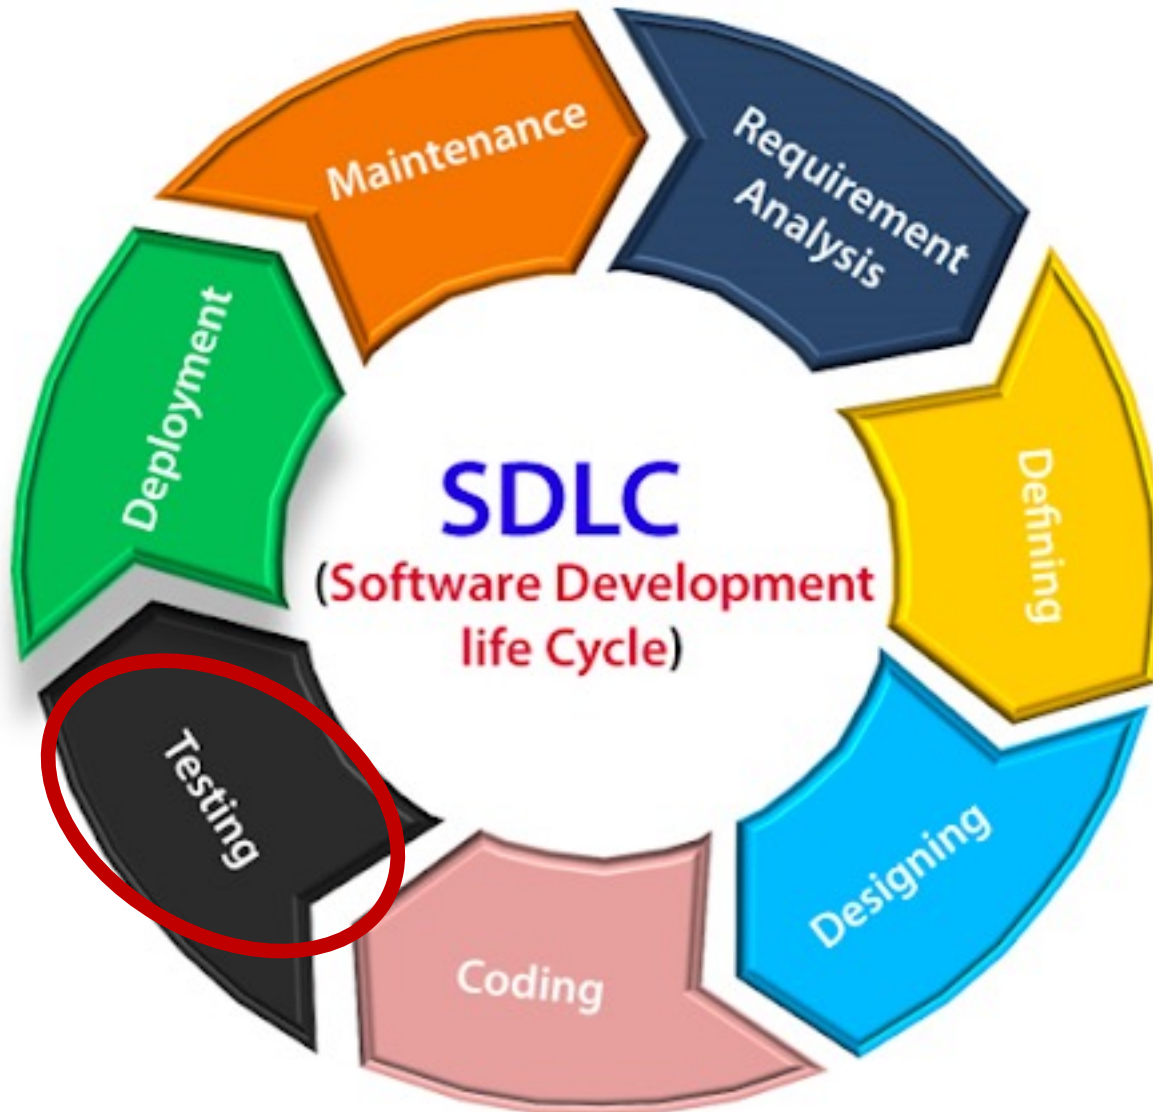 SDLC
(Software Development
life Cycle)
Requirement
Analysis
Defining
Designing
Coding
Testing
Deployment
Maintenance